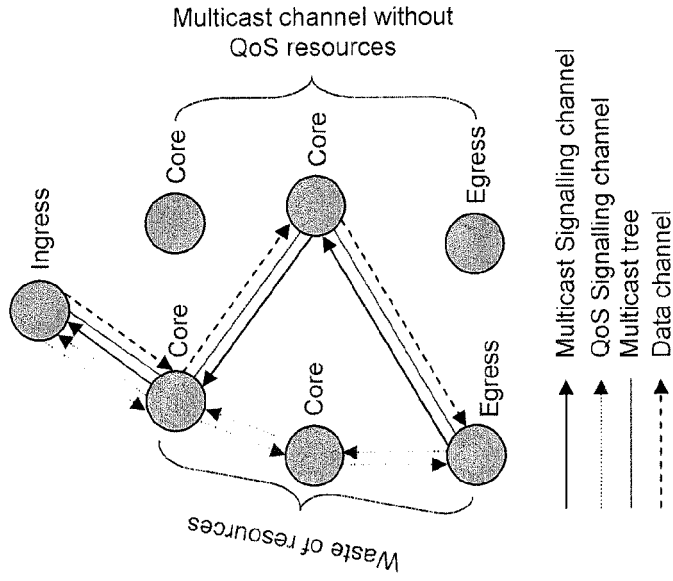 Multicast channel without
QoS resources
Ingress
Core
Core
Core
Core
Egress
Egress
Waste of resources
Multicast Signalling channel
QoS Signalling channel
Multicast tree
Data channel